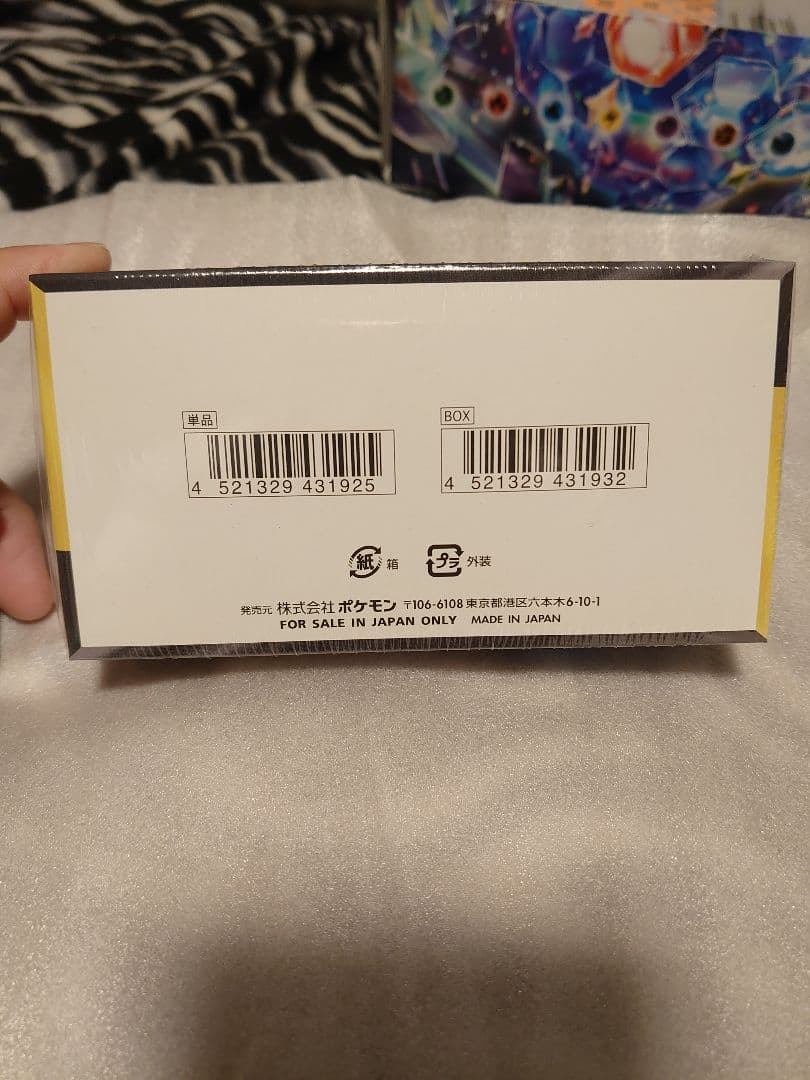 単品
4 521329 431925
BOX
4 521329 431932
紙 箱
プラ 外装
発売元 株式会社 ポケモン 〒106-6108 東京都港区六本木6-10-1
FOR SALE IN JAPAN ONLY MADE IN JAPAN